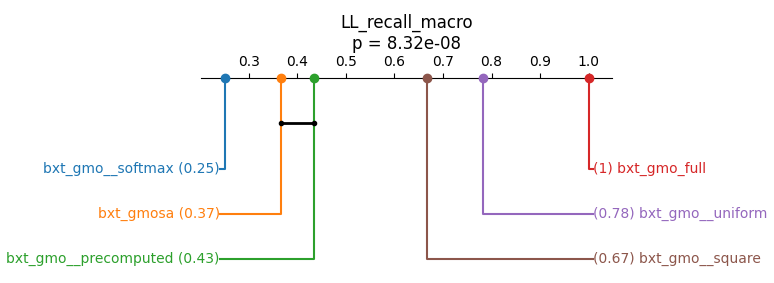 LL_recall_macro
p = 8.32e-08
0.3 0.4 0.5 0.6 0.7 0.8 0.9 1.0
bxt_gmo__softmax (0.25)
(1) bxt_gmo_full
bxt_gmosa (0.37)
(0.78) bxt_gmo__uniform
bxt_gmo__precomputed (0.43)
(0.67) bxt_gmo__square